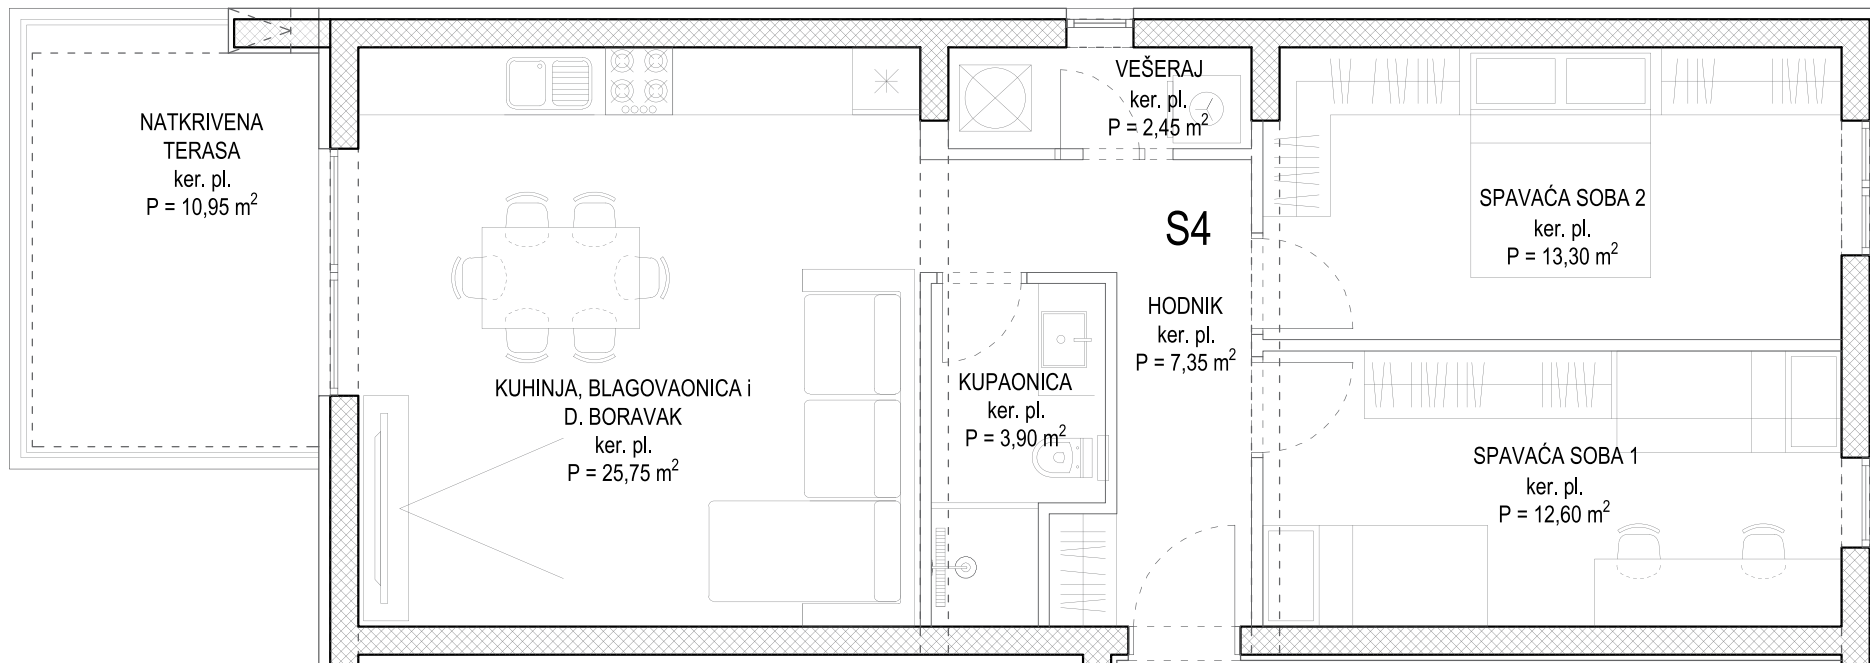 NATKRIVENA
TERASA
ker. pl.
P = 10,95 m²
KUHINJA, BLAGOVAONICA i
D. BORAVAK
ker. pl.
P = 25,75 m²
VEŠERAJ
ker. pl.
P = 2,45 m²
S4
HODNIK
ker. pl.
P = 7,35 m²
KUPAONICA
ker. pl.
P = 3,90 m²
SPAVAĆA SOBA 2
ker. pl.
P = 13,30 m²
SPAVAĆA SOBA 1
ker. pl.
P = 12,60 m²